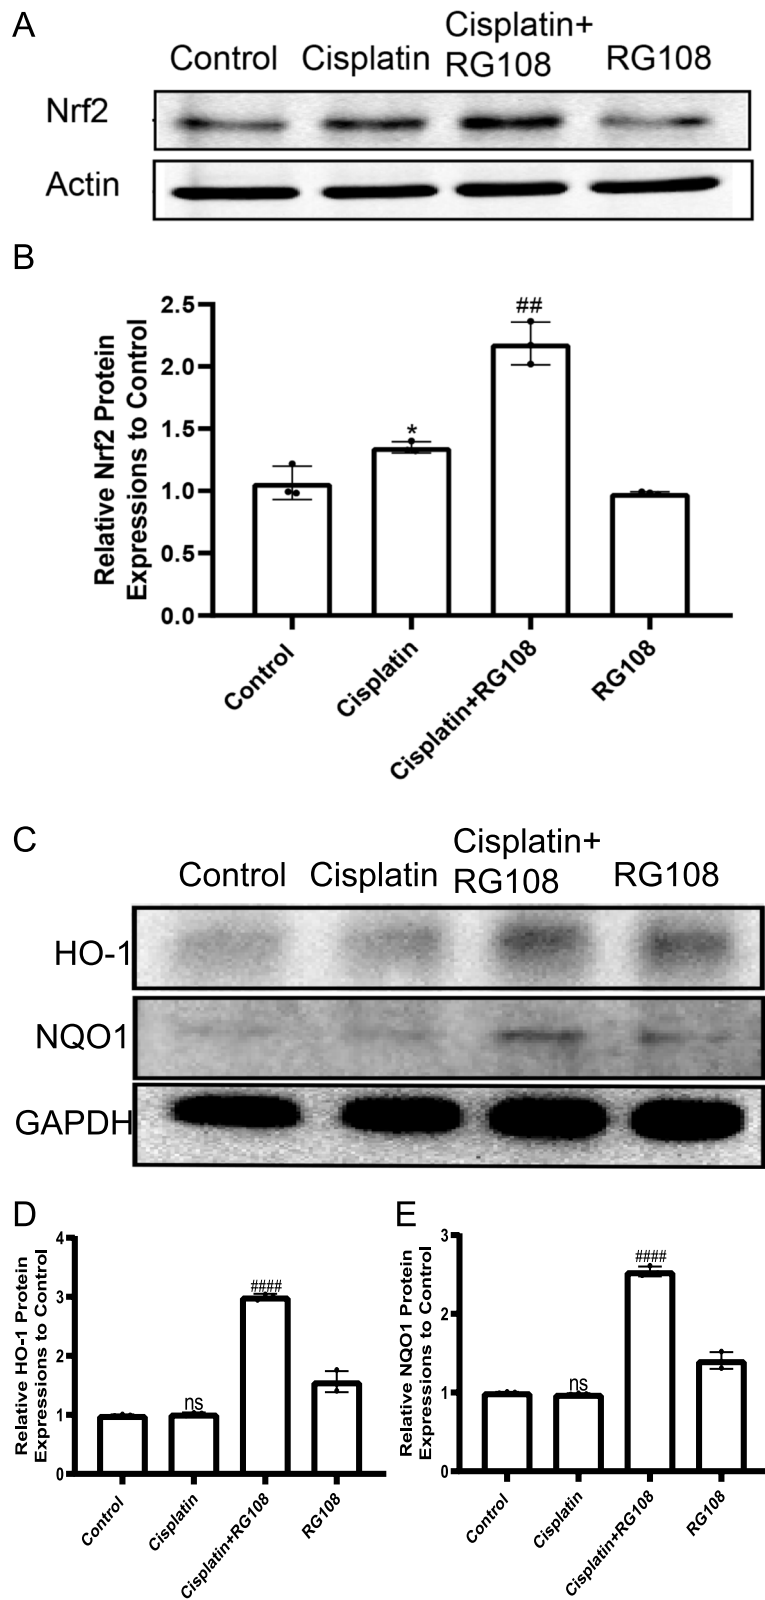 A
Control Cisplatin Cisplatin+
RG108 RG108
Nrf2
Actin
B
Relative Nrf2 Protein
Expressions to Control
2.5
2.0
1.5
1.0
0.5
0.0
*
##
Control
Cisplatin
Cisplatin+RG108
RG108
C
Control Cisplatin Cisplatin+
RG108 RG108
HO-1
NQO1
GAPDH
D
Relative HO-1 Protein
Expressions to Control
4
3
2
1
0
ns
####
Control
Cisplatin
Cisplatin+RG108
RG108
E
Relative NQO1 Protein
Expressions to Control
3
2
1
0
ns
####
Control
Cisplatin
Cisplatin+RG108
RG108